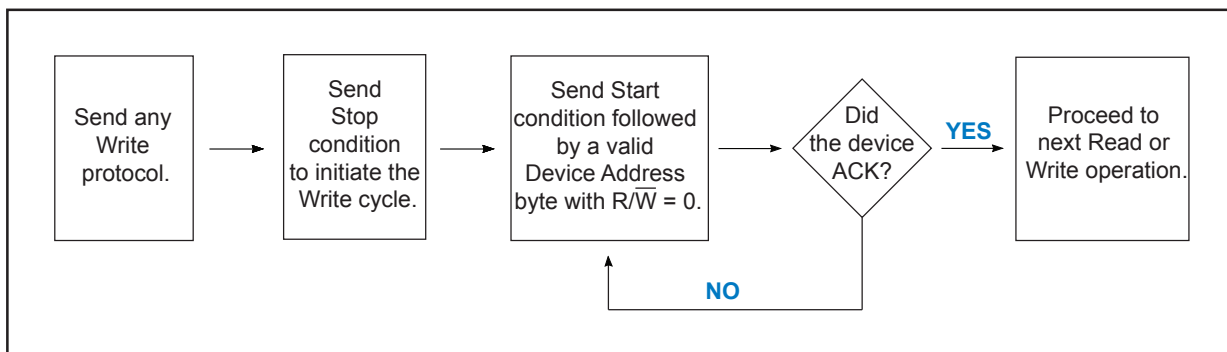 Send any
Write
protocol.
Send
Stop
condition
to initiate the
Write cycle.
Send Start
condition followed
by a valid
Device Address
byte with R/W̅ = 0.
Did
the device
ACK?
YES
Proceed to
next Read or
Write operation.
NO